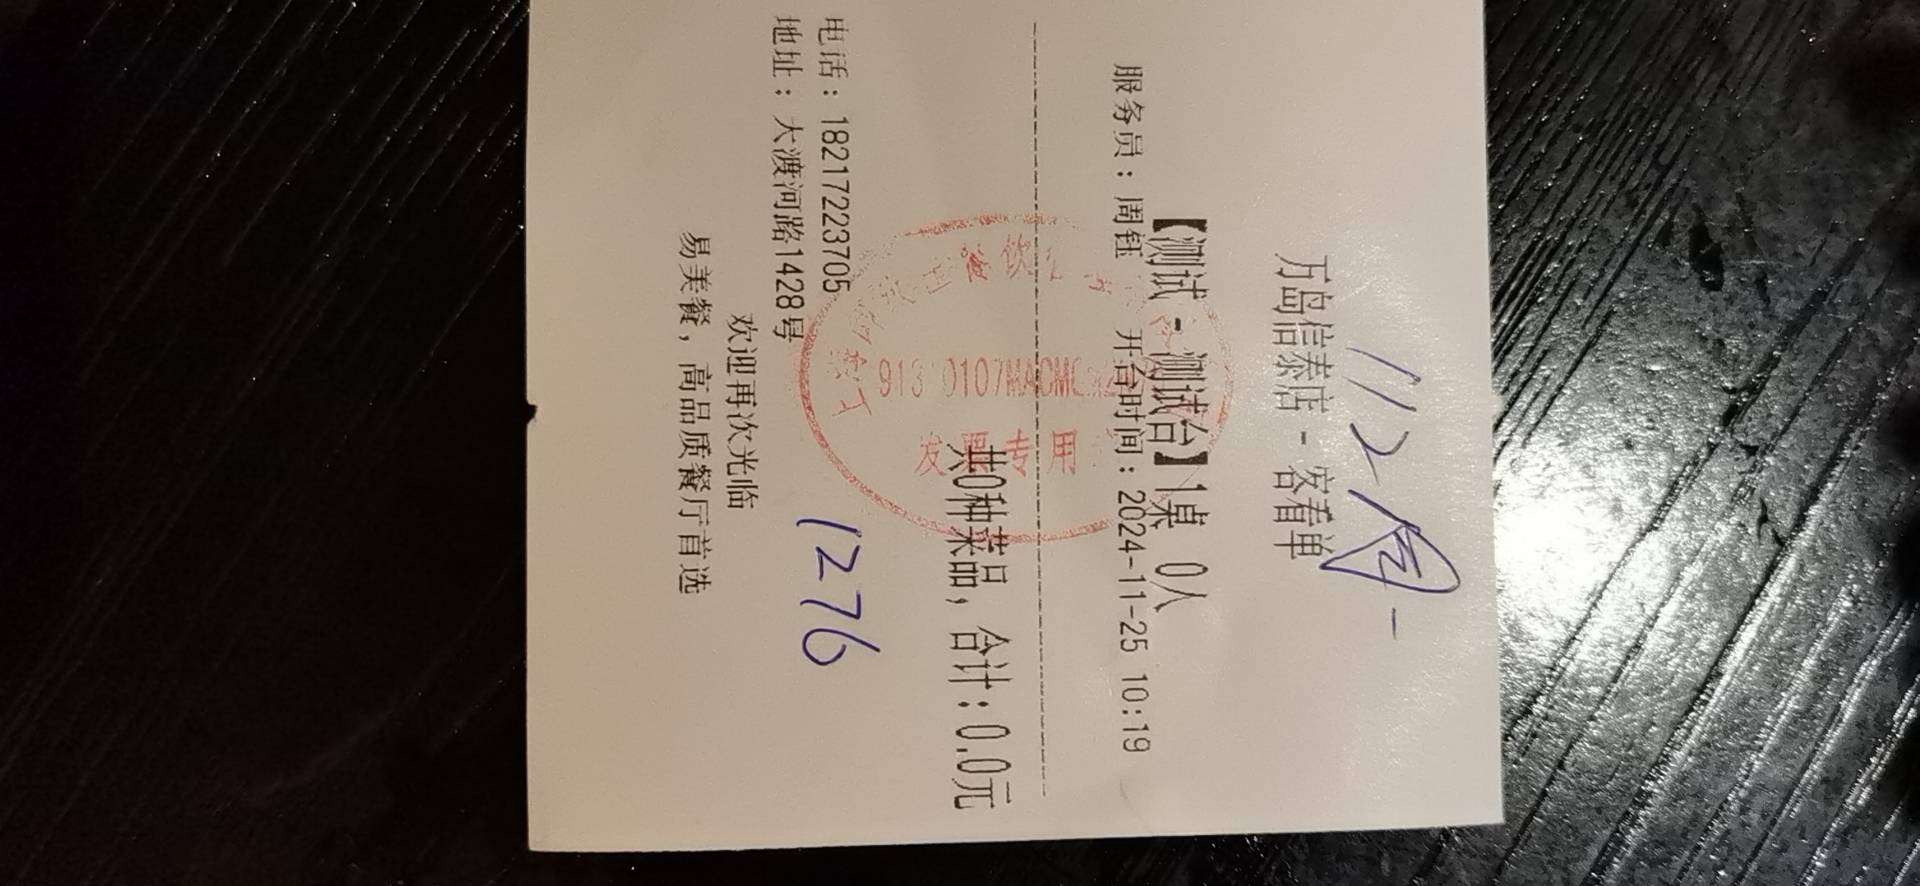 万岛信泰店 - 客看单
【测试 - 测试台】1桌 0人
服务员：周钰 开台时间：2024-11-25 10:19
共0种菜品，合计：0.0元
发票专用
1276
电话：18217223705
地址：大渡河路1428号
欢迎再次光临
易美餐，高品质餐厅首选